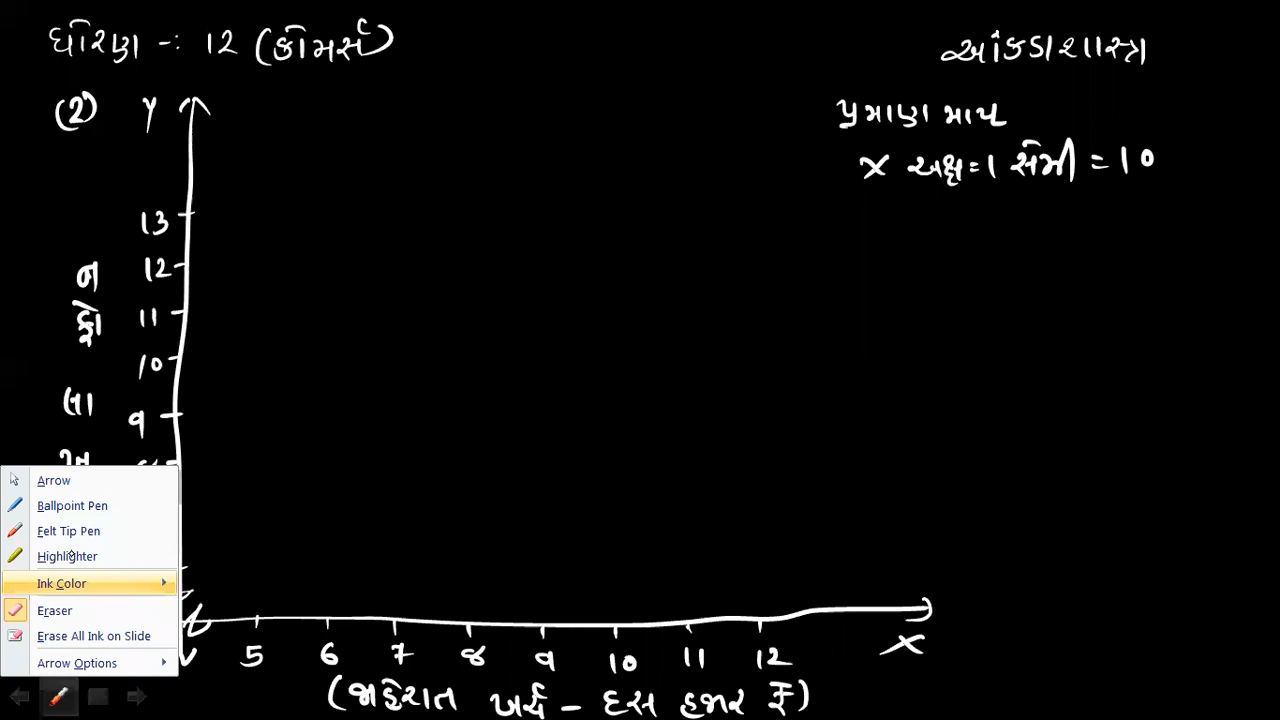 ધોરણ -: 12 (કોમર્સ)
આંકડાશાસ્ત્ર
(2) Y
પ્રમાણ માપ
X અક્ષ = 1 સેમી = 10
13
12
11
10
9
નફો
લા
Arrow
Ballpoint Pen
Felt Tip Pen
Highlighter
Ink Color
Eraser
Erase All Ink on Slide
Arrow Options
5 6 7 8 9 10 11 12 X
(જાહેરાત ખર્ચ - દસ હજાર ₹)